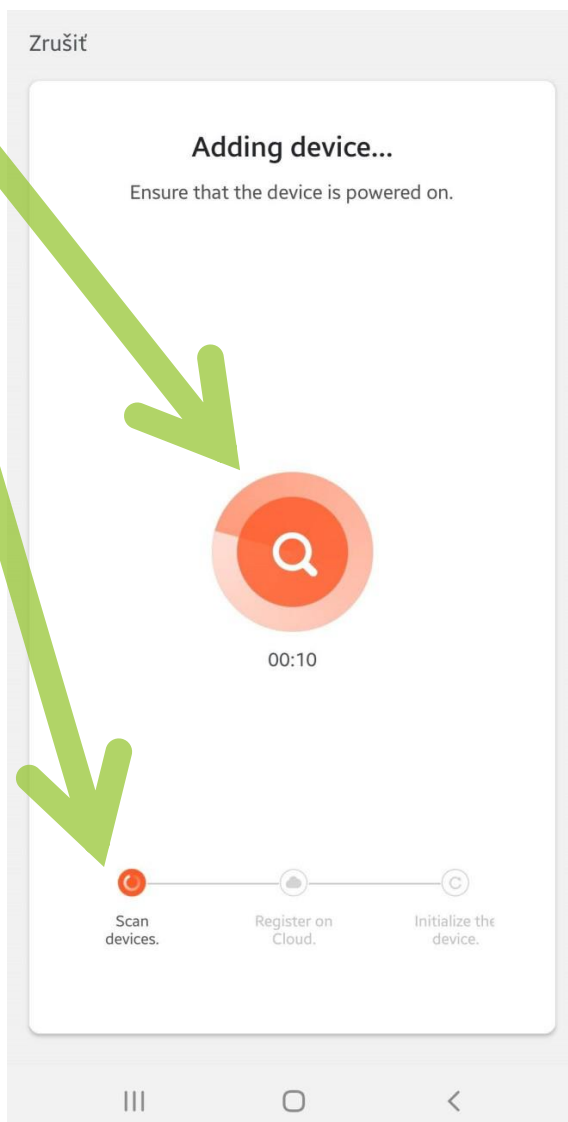 Zrušiť
Adding device...
Ensure that the device is powered on.
00:10
Scan
devices.
Register on
Cloud.
Initialize the
device.